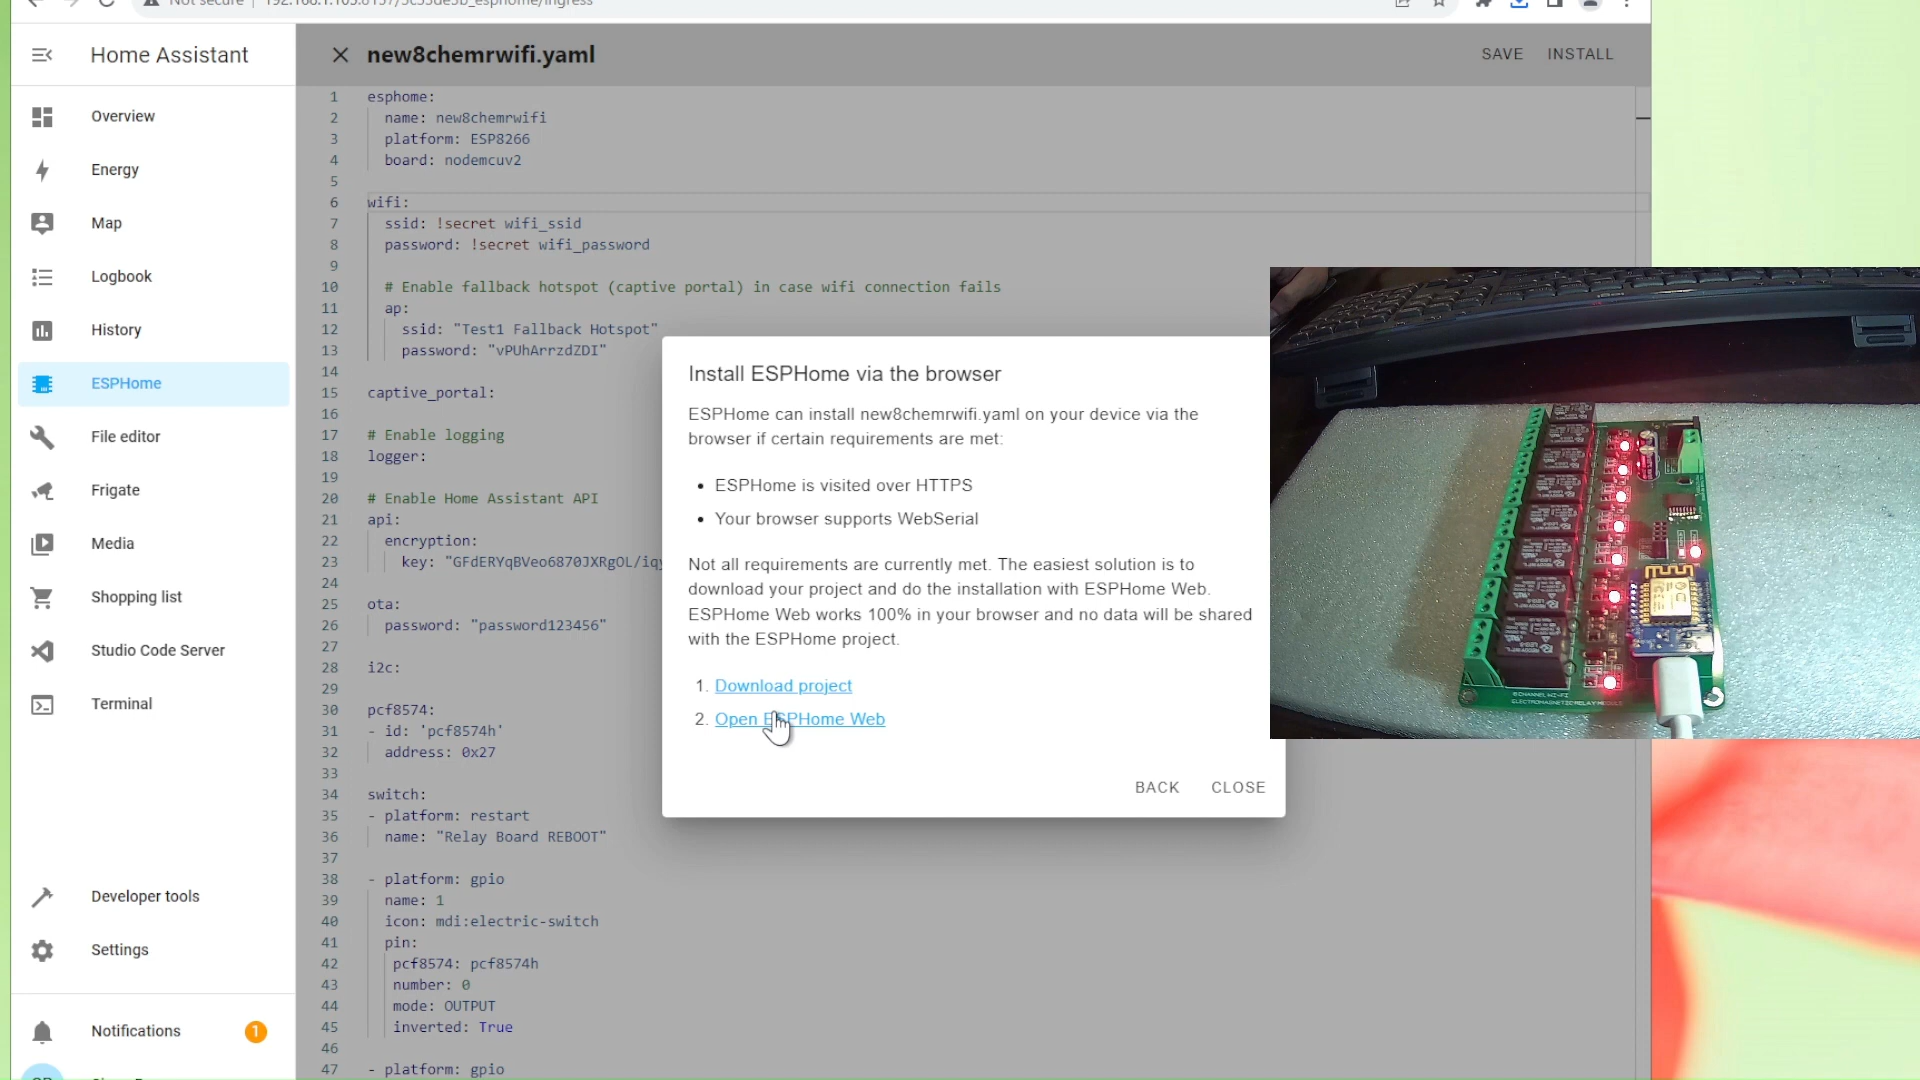 Not secure
Home Assistant
new8chemrwifi.yaml
SAVE INSTALL
Overview
Energy
Map
Logbook
History
ESPHome
File editor
Frigate
Media
Shopping list
Studio Code Server
Terminal
Developer tools
Settings
Notifications 1
1 esphome:
2 name: new8chemrwifi
3 platform: ESP8266
4 board: nodemcuv2
5
6 wifi:
7 ssid: !secret wifi_ssid
8 password: !secret wifi_password
9
10 # Enable fallback hotspot (captive portal) in case wifi connection fails
11 ap:
12 ssid: "Test1 Fallback Hotspot"
13 password: "vPUhArrzdZDI"
14
15 captive_portal:
16
17 # Enable logging
18 logger:
19
20 # Enable Home Assistant API
21 api:
22 encryption:
23 key: "GFdERYqBVeo6870JXRgOL/iqy
24
25 ota:
26 password: "password123456"
27
28 i2c:
29
30 pcf8574:
31 - id: 'pcf8574h'
32 address: 0x27
33
34 switch:
35 - platform: restart
36 name: "Relay Board REBOOT"
37
38 - platform: gpio
39 name: 1
40 icon: mdi:electric-switch
41 pin:
42 pcf8574: pcf8574h
43 number: 0
44 mode: OUTPUT
45 inverted: True
46
47 - platform: gpio
Install ESPHome via the browser
ESPHome can install new8chemrwifi.yaml on your device via the
browser if certain requirements are met:
• ESPHome is visited over HTTPS
• Your browser supports WebSerial
Not all requirements are currently met. The easiest solution is to
download your project and do the installation with ESPHome Web.
ESPHome Web works 100% in your browser and no data will be shared
with the ESPHome project.
1. Download project
2. Open ESPHome Web
BACK CLOSE
8 CHANNEL WI-FI
ELECTROMAGNETIC RELAY MODULE